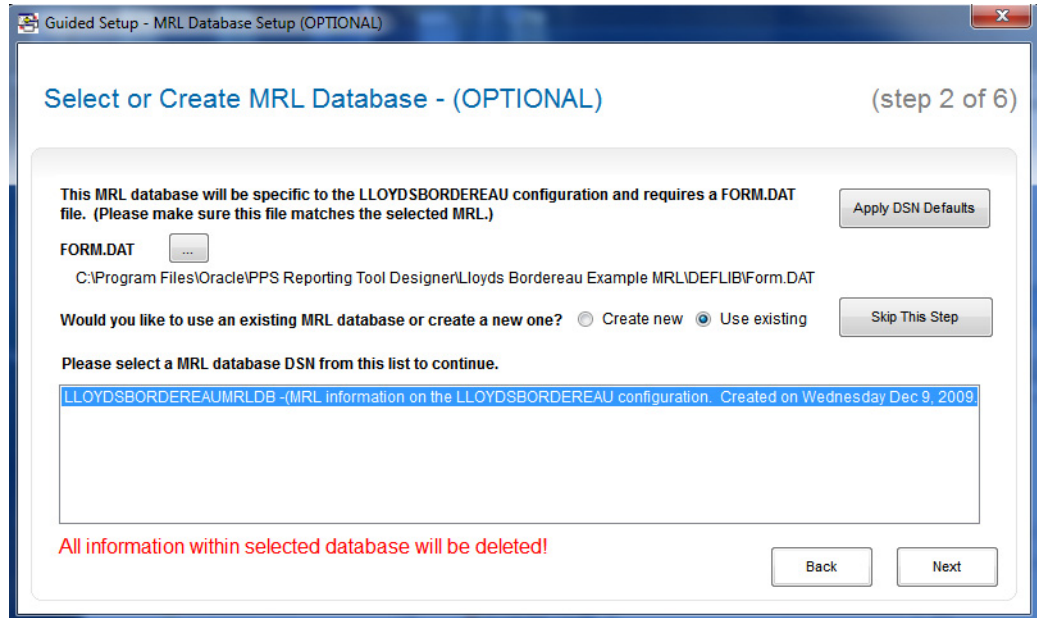 Guided Setup - MRL Database Setup (OPTIONAL)
x
Select or Create MRL Database - (OPTIONAL) (step 2 of 6)
This MRL database will be specific to the LLOYDSBORDEREAU configuration and requires a FORM.DAT
file. (Please make sure this file matches the selected MRL.)
Apply DSN Defaults
FORM.DAT ...
C:\Program Files\Oracle\PPS Reporting Tool Designer\Lloyds Bordereau Example MRL\DEFLIB\Form.DAT
Would you like to use an existing MRL database or create a new one? Create new Use existing
Skip This Step
Please select a MRL database DSN from this list to continue.
LLOYDSBORDEREAUMRLDB -(MRL information on the LLOYDSBORDEREAU configuration. Created on Wednesday Dec 9, 2009.
All information within selected database will be deleted!
Back Next